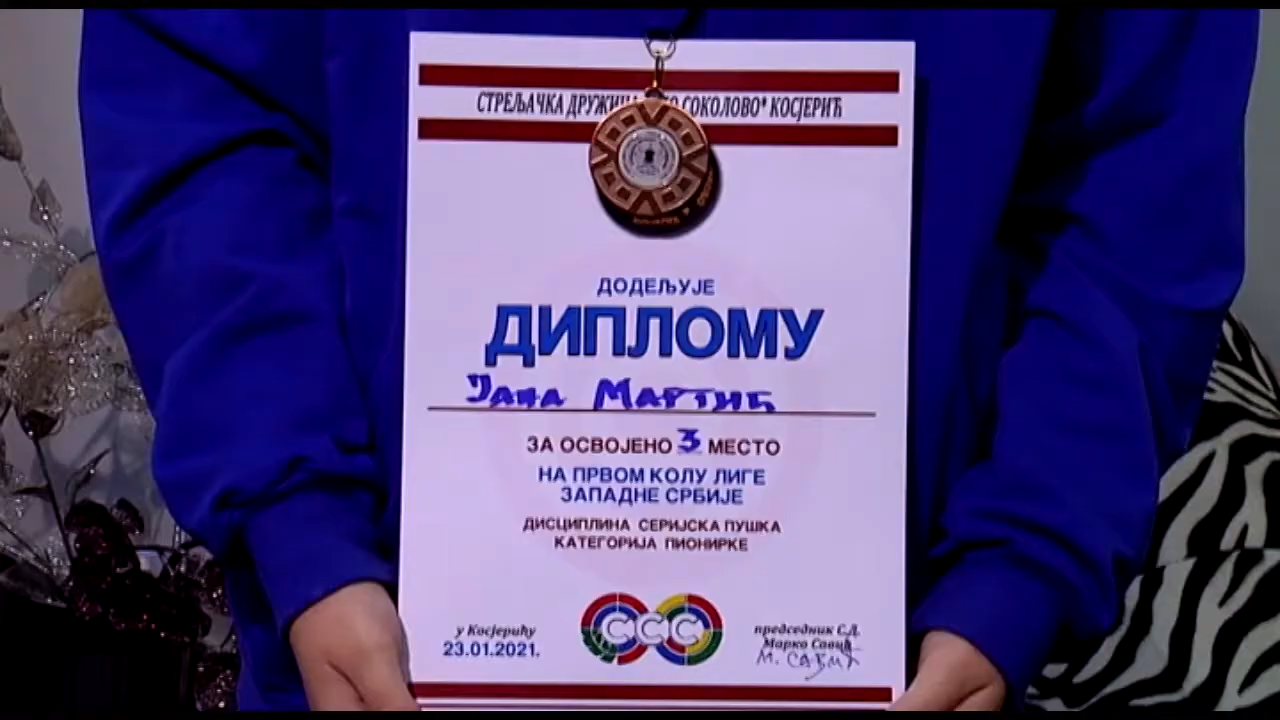 СТРЕЉАЧКА ДРУЖИНА СОКОЛОВО" КОСЈЕРИЋ
ДОДЕЉУЈЕ
ДИПЛОМУ
Јана Мартић
ЗА ОСВОЈЕНО 3 МЕСТО
НА ПРВОМ КОЛУ ЛИГЕ
ЗАПАДНЕ СРБИЈЕ
ДИСЦИПЛИНА СЕРИЈСКА ПУШКА
КАТЕГОРИЈА ПИОНИРКЕ
у Косјерићу
23.01.2021.
ССС
председник С.Д.
Марко Савић
М. Савић